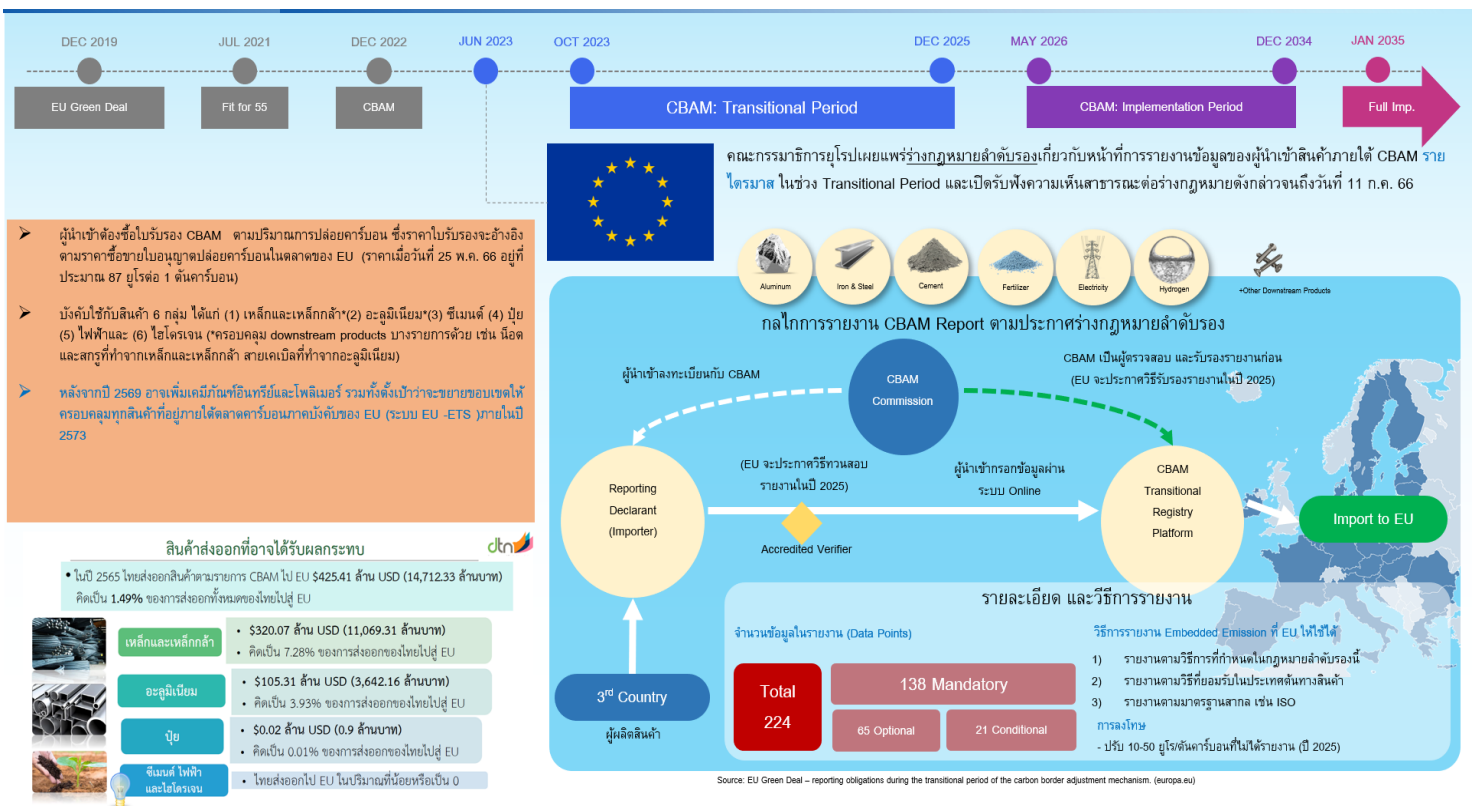 DEC 2019
JUL 2021
DEC 2022
JUN 2023
OCT 2023
DEC 2025
MAY 2026
DEC 2034
JAN 2035
EU Green Deal
Fit for 55
CBAM
CBAM: Transitional Period
CBAM: Implementation Period
Full Imp.
คณะกรรมาธิการยุโรปเผยแพร่ร่างกฎหมายลำดับรองเกี่ยวกับหน้าที่การรายงานข้อมูลของผู้นำเข้าสินค้าภายใต้ CBAM ราย
ไตรมาส ในช่วง Transitional Period และเปิดรับฟังความเห็นสาธารณะต่อร่างกฎหมายดังกล่าวจนถึงวันที่ 11 ก.ค. 66
ผู้นำเข้าต้องซื้อใบรับรอง CBAM ตามปริมาณการปล่อยคาร์บอน ซึ่งราคาใบรับรองจะอ้างอิง
ตามราคาซื้อขายใบอนุญาตปล่อยคาร์บอนในตลาดของ EU (ราคาเมื่อวันที่ 25 พ.ค. 66 อยู่ที่
ประมาณ 87 ยูโรต่อ 1 ตันคาร์บอน)
บังคับใช้กับสินค้า 6 กลุ่ม ได้แก่ (1) เหล็กและเหล็กกล้า*(2) อะลูมิเนียม*(3) ซีเมนต์ (4) ปุ๋ย
(5) ไฟฟ้าและ (6) ไฮโดรเจน (*ครอบคลุม downstream products บางรายการด้วย เช่น น็อต
และสกรูที่ทำจากเหล็กและเหล็กกล้า สายเคเบิลที่ทำจากอะลูมิเนียม)
หลังจากปี 2569 อาจเพิ่มเคมีภัณฑ์อินทรีย์และโพลิเมอร์ รวมทั้งตั้งเป้าว่าจะขยายขอบเขตให้
ครอบคลุมทุกสินค้าที่อยู่ภายใต้ตลาดคาร์บอนภาคบังคับของ EU (ระบบ EU -ETS )ภายในปี
2573
Aluminum
Iron & Steel
Cement
Fertilizer
Electricity
Hydrogen
+Other Downstream Products
กลไกการรายงาน CBAM Report ตามประกาศร่างกฎหมายลำดับรอง
ผู้นำเข้าลงทะเบียนกับ CBAM
CBAM
Commission
CBAM เป็นผู้ตรวจสอบ และรับรองรายงานก่อน
(EU จะประกาศวิธีรับรองรายงานในปี 2025)
(EU จะประกาศวิธีทวนสอบ
รายงานในปี 2025)
ผู้นำเข้ากรอกข้อมูลผ่าน
ระบบ Online
Reporting
Declarant
(Importer)
Accredited Verifier
CBAM
Transitional
Registry
Platform
Import to EU
3rd Country
ผู้ผลิตสินค้า
รายละเอียด และวิธีการรายงาน
จำนวนข้อมูลในรายงาน (Data Points)
Total
224
138 Mandatory
65 Optional
21 Conditional
วิธีการรายงาน Embedded Emission ที่ EU ให้ใช้ได้
1) รายงานตามวิธีการที่กำหนดในกฎหมายลำดับรองนี้
2) รายงานตามวิธีที่ยอมรับในประเทศต้นทางสินค้า
3) รายงานตามมาตรฐานสากล เช่น ISO
การลงโทษ
- ปรับ 10-50 ยูโร/ตันคาร์บอนที่ไม่ได้รายงาน (ปี 2025)
Source: EU Green Deal – reporting obligations during the transitional period of the carbon border adjustment mechanism. (europa.eu)
สินค้าส่งออกที่อาจได้รับผลกระทบ
dtn
• ในปี 2565 ไทยส่งออกสินค้าตามรายการ CBAM ไป EU $425.41 ล้าน USD (14,712.33 ล้านบาท)
คิดเป็น 1.49% ของการส่งออกทั้งหมดของไทยไปสู่ EU
เหล็กและเหล็กกล้า
• $320.07 ล้าน USD (11,069.31 ล้านบาท)
• คิดเป็น 7.28% ของการส่งออกของไทยไปสู่ EU
อะลูมิเนียม
• $105.31 ล้าน USD (3,642.16 ล้านบาท)
• คิดเป็น 3.93% ของการส่งออกของไทยไปสู่ EU
ปุ๋ย
• $0.02 ล้าน USD (0.9 ล้านบาท)
• คิดเป็น 0.01% ของการส่งออกของไทยไปสู่ EU
ซีเมนต์ ไฟฟ้า
และไฮโดรเจน
• ไทยส่งออกไป EU ในปริมาณที่น้อยหรือเป็น 0